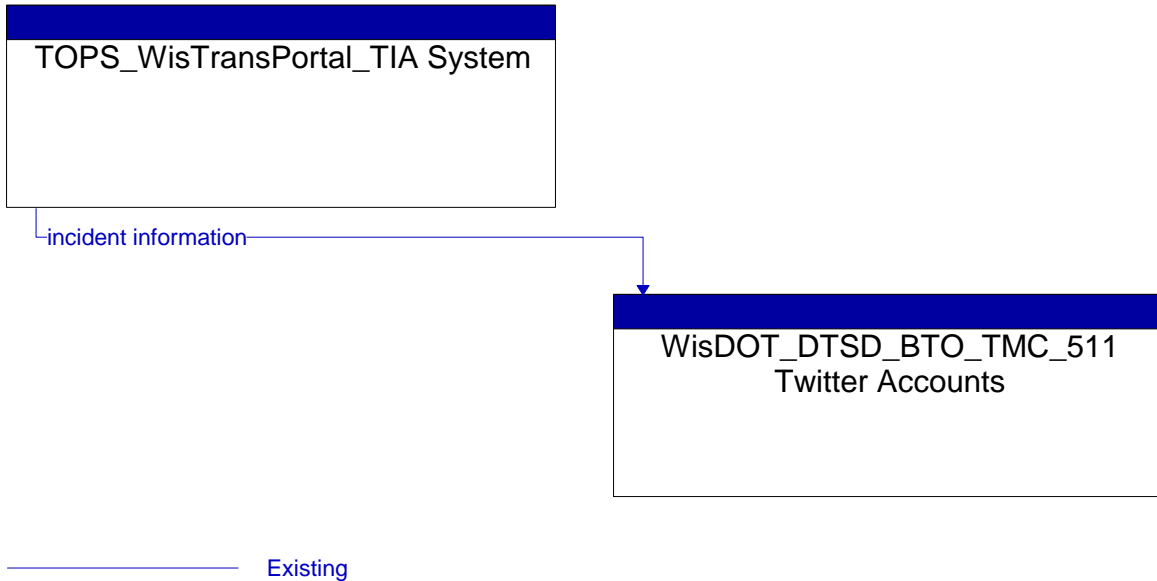 TOPS_WisTransPortal_TIA System
incident information
WisDOT_DTSD_BTO_TMC_511
Twitter Accounts
Existing